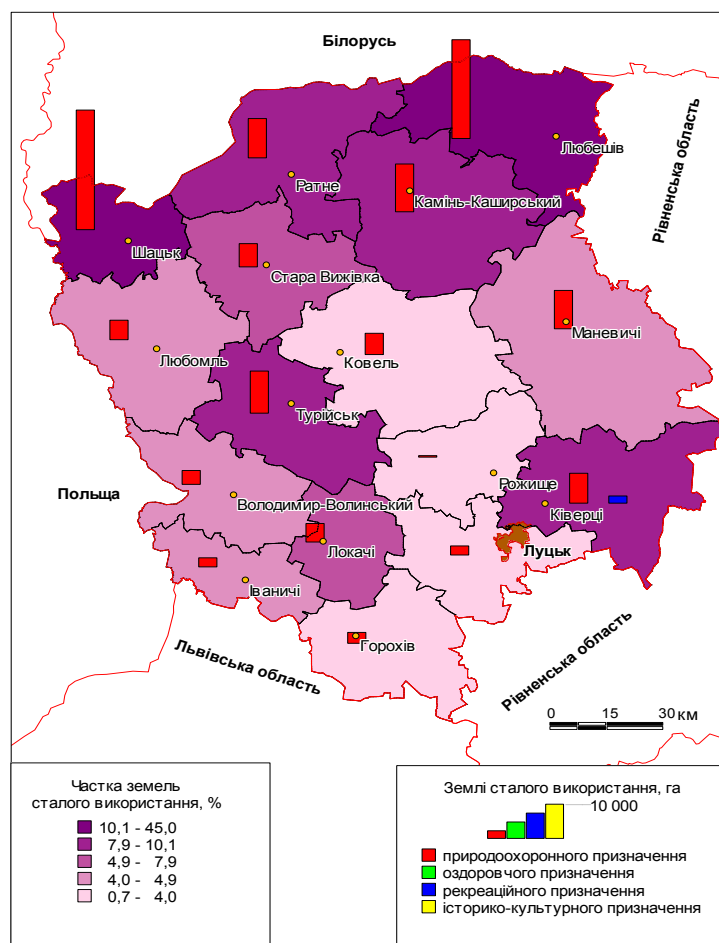 Білорусь
Любешів
Рівненська область
Ратне
Камінь-Каширський
Шацьк
Стара Вижівка
Маневичі
Любомль
Ковель
Турійськ
Польща
Рожище
Володимир-Волинський
Ківерці
Локачі
Луцьк
Іваничі
Горохів
Львівська область
Рівненська область
0 15 30 км
Частка земель
сталого використання, %
10,1 - 45,0
7,9 - 10,1
4,9 - 7,9
4,0 - 4,9
0,7 - 4,0
Землі сталого використання, га
10 000
природоохоронного призначення
оздоровчого призначення
рекреаційного призначення
історико-культурного призначення